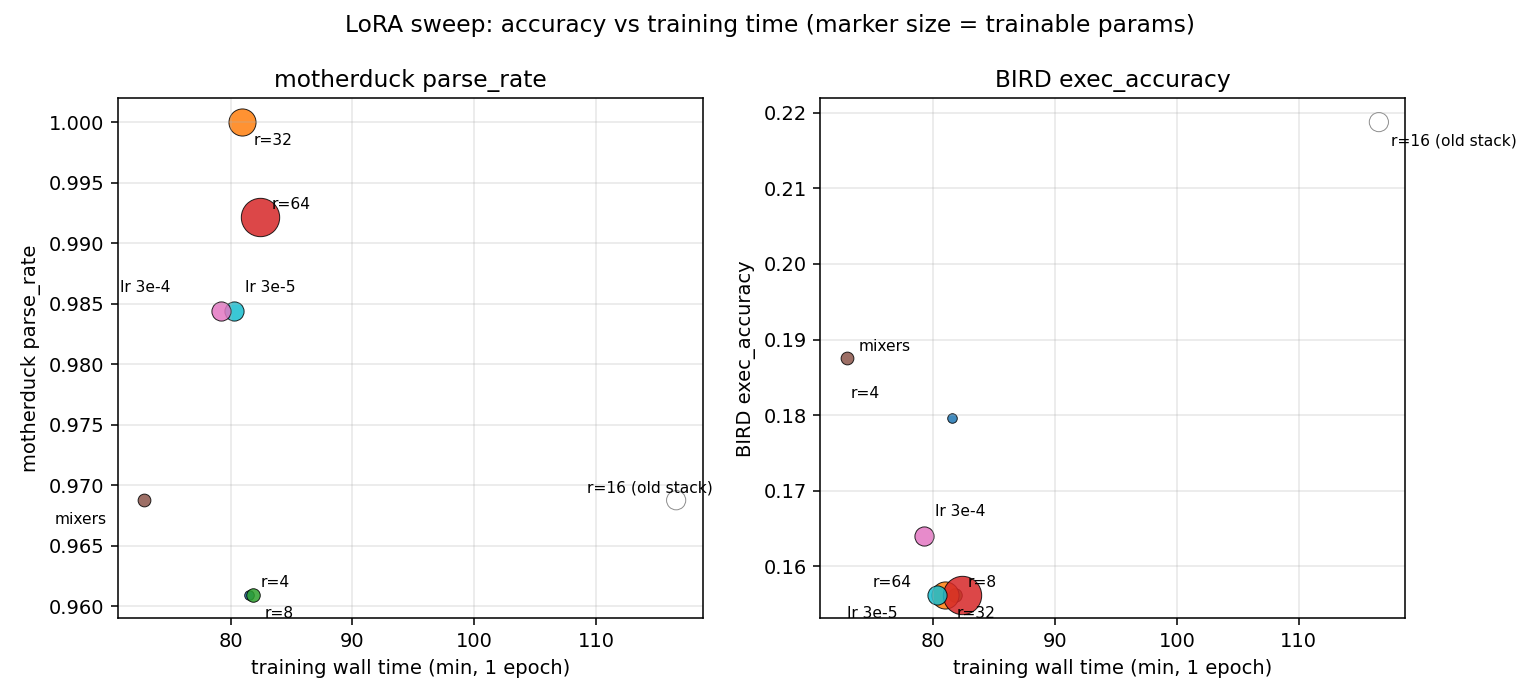 LoRA sweep: accuracy vs training time (marker size = trainable params)
motherduck parse_rate
motherduck parse_rate
1.000
0.995
0.990
0.985
0.980
0.975
0.970
0.965
0.960
r=32
r=64
lr 3e-4
lr 3e-5
r=16 (old stack)
mixers
r=4
r=8
80
90
100
110
training wall time (min, 1 epoch)
BIRD exec_accuracy
BIRD exec_accuracy
0.22
0.21
0.20
0.19
0.18
0.17
0.16
r=16 (old stack)
mixers
r=4
lr 3e-4
r=64
r=8
lr 3e-5
r=32
80
90
100
110
training wall time (min, 1 epoch)